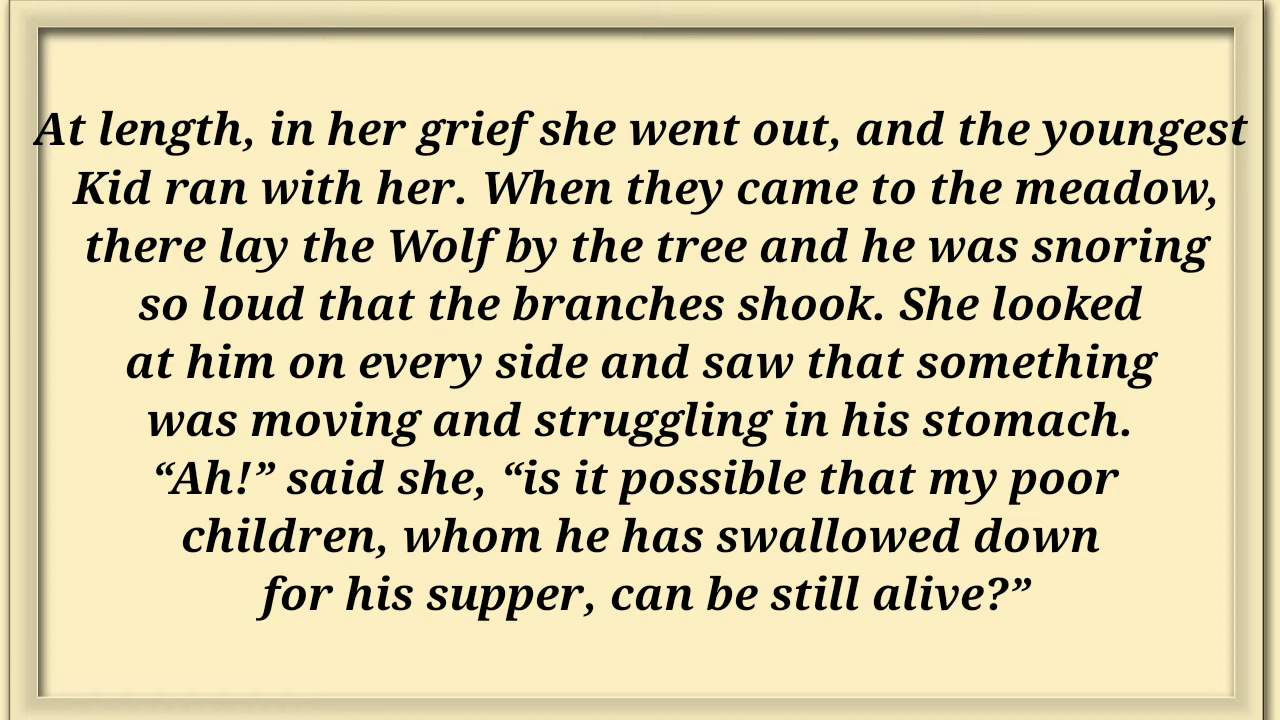 At length, in her grief she went out, and the youngest
Kid ran with her. When they came to the meadow,
there lay the Wolf by the tree and he was snoring
so loud that the branches shook. She looked
at him on every side and saw that something
was moving and struggling in his stomach.
“Ah!” said she, “is it possible that my poor
children, whom he has swallowed down
for his supper, can be still alive?”